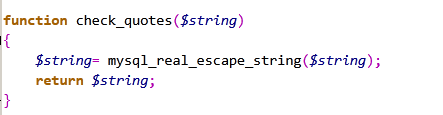 function check_quotes($string)
{
    $string= mysql_real_escape_string($string);
    return $string;
}